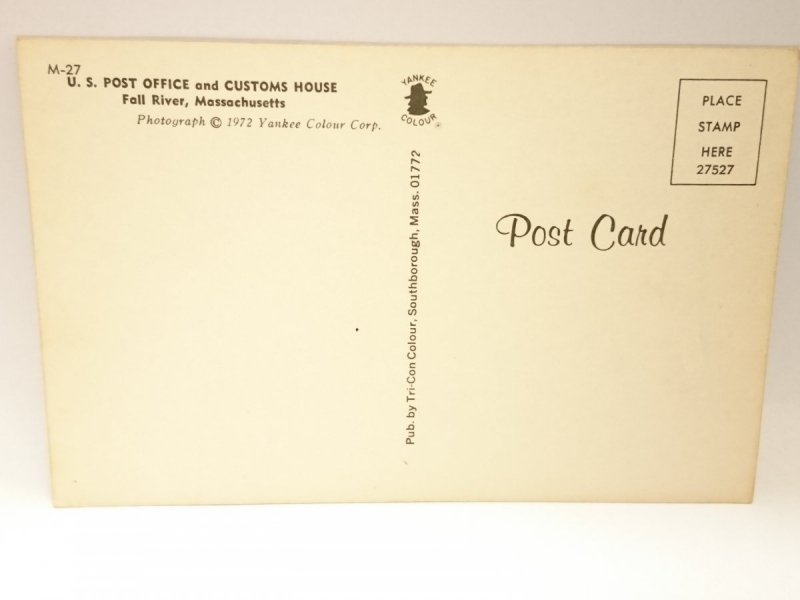 M-27
U. S. POST OFFICE and CUSTOMS HOUSE
Fall River, Massachusetts
Photograph © 1972 Yankee Colour Corp.
YANKEE
COLOUR
Pub. by Tri-Con Colour, Southborough, Mass. 01772
PLACE
STAMP
HERE
27527
Post Card